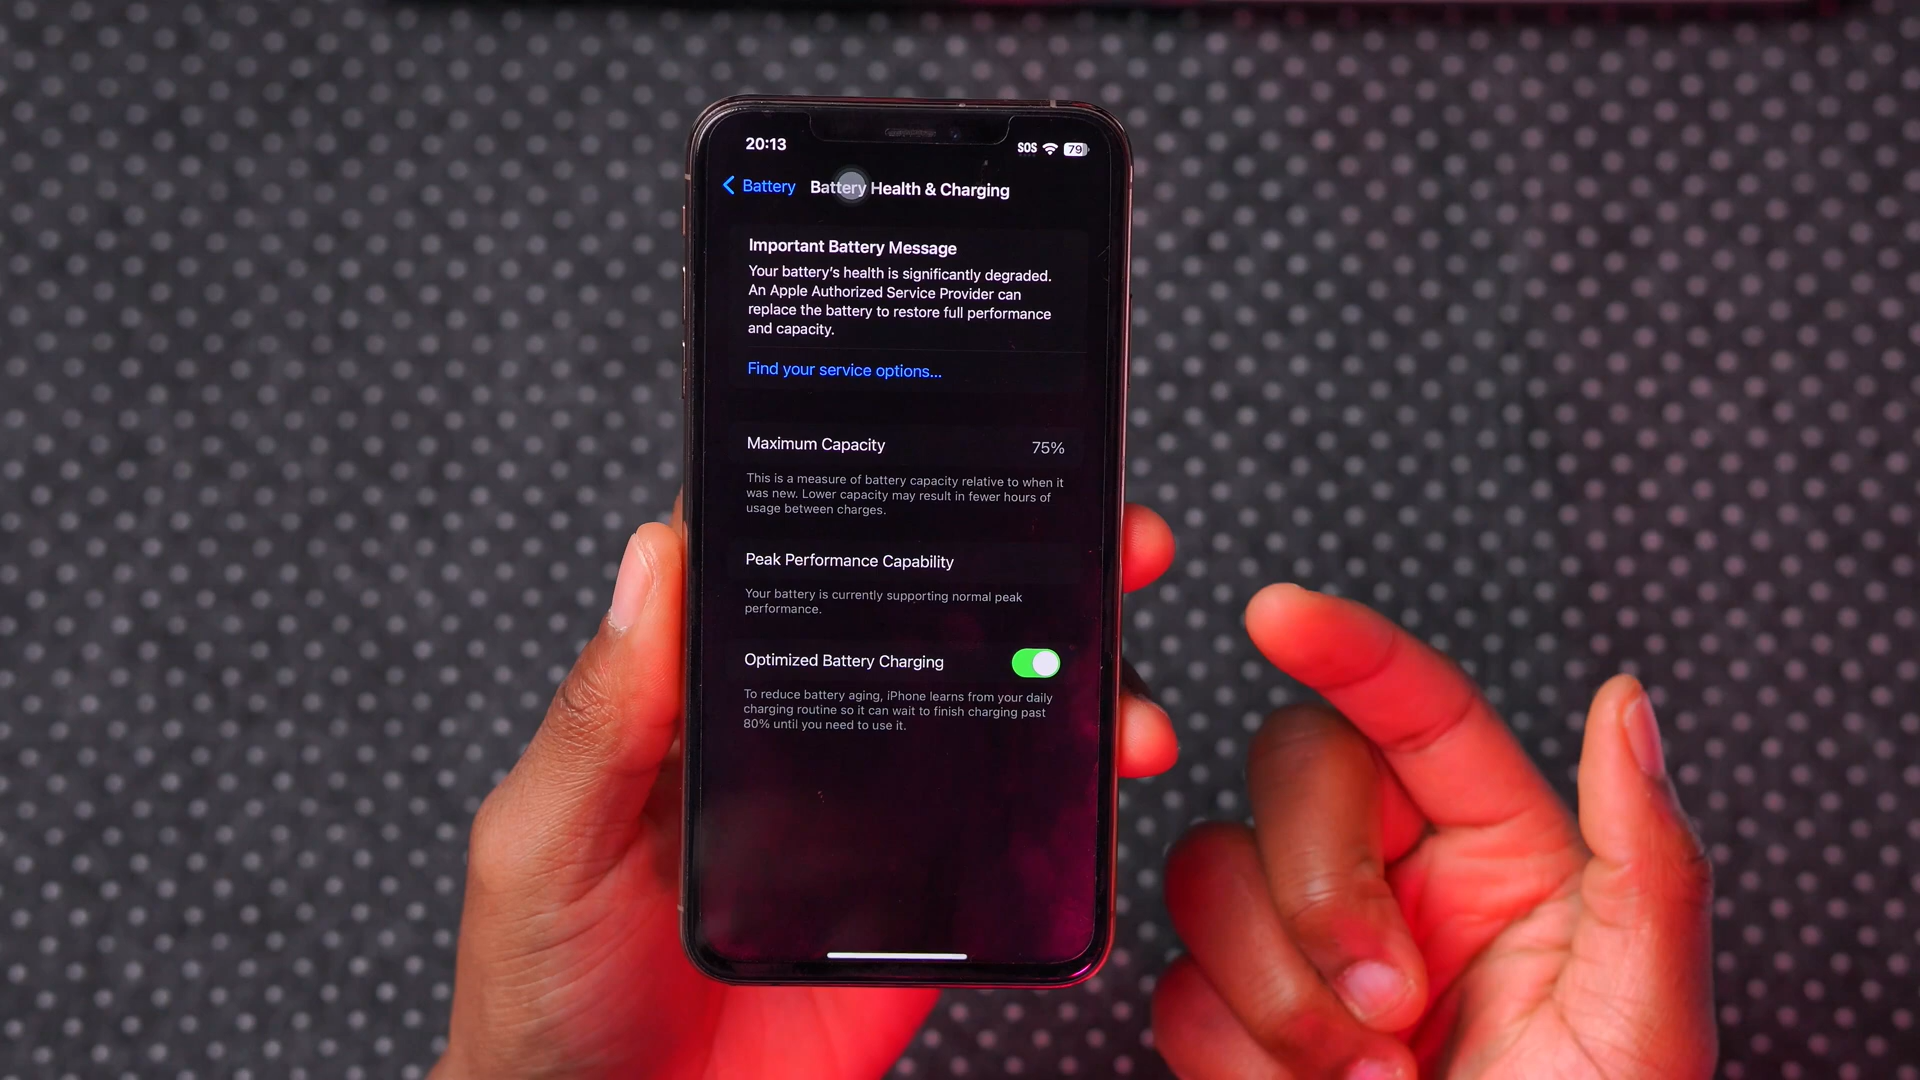 20:13 SOS 79
Battery Battery Health & Charging
Important Battery Message
Your battery's health is significantly degraded.
An Apple Authorized Service Provider can
replace the battery to restore full performance
and capacity.
Find your service options...
Maximum Capacity 75%
This is a measure of battery capacity relative to when it
was new. Lower capacity may result in fewer hours of
usage between charges.
Peak Performance Capability
Your battery is currently supporting normal peak
performance.
Optimized Battery Charging
To reduce battery aging, iPhone learns from your daily
charging routine so it can wait to finish charging past
80% until you need to use it.